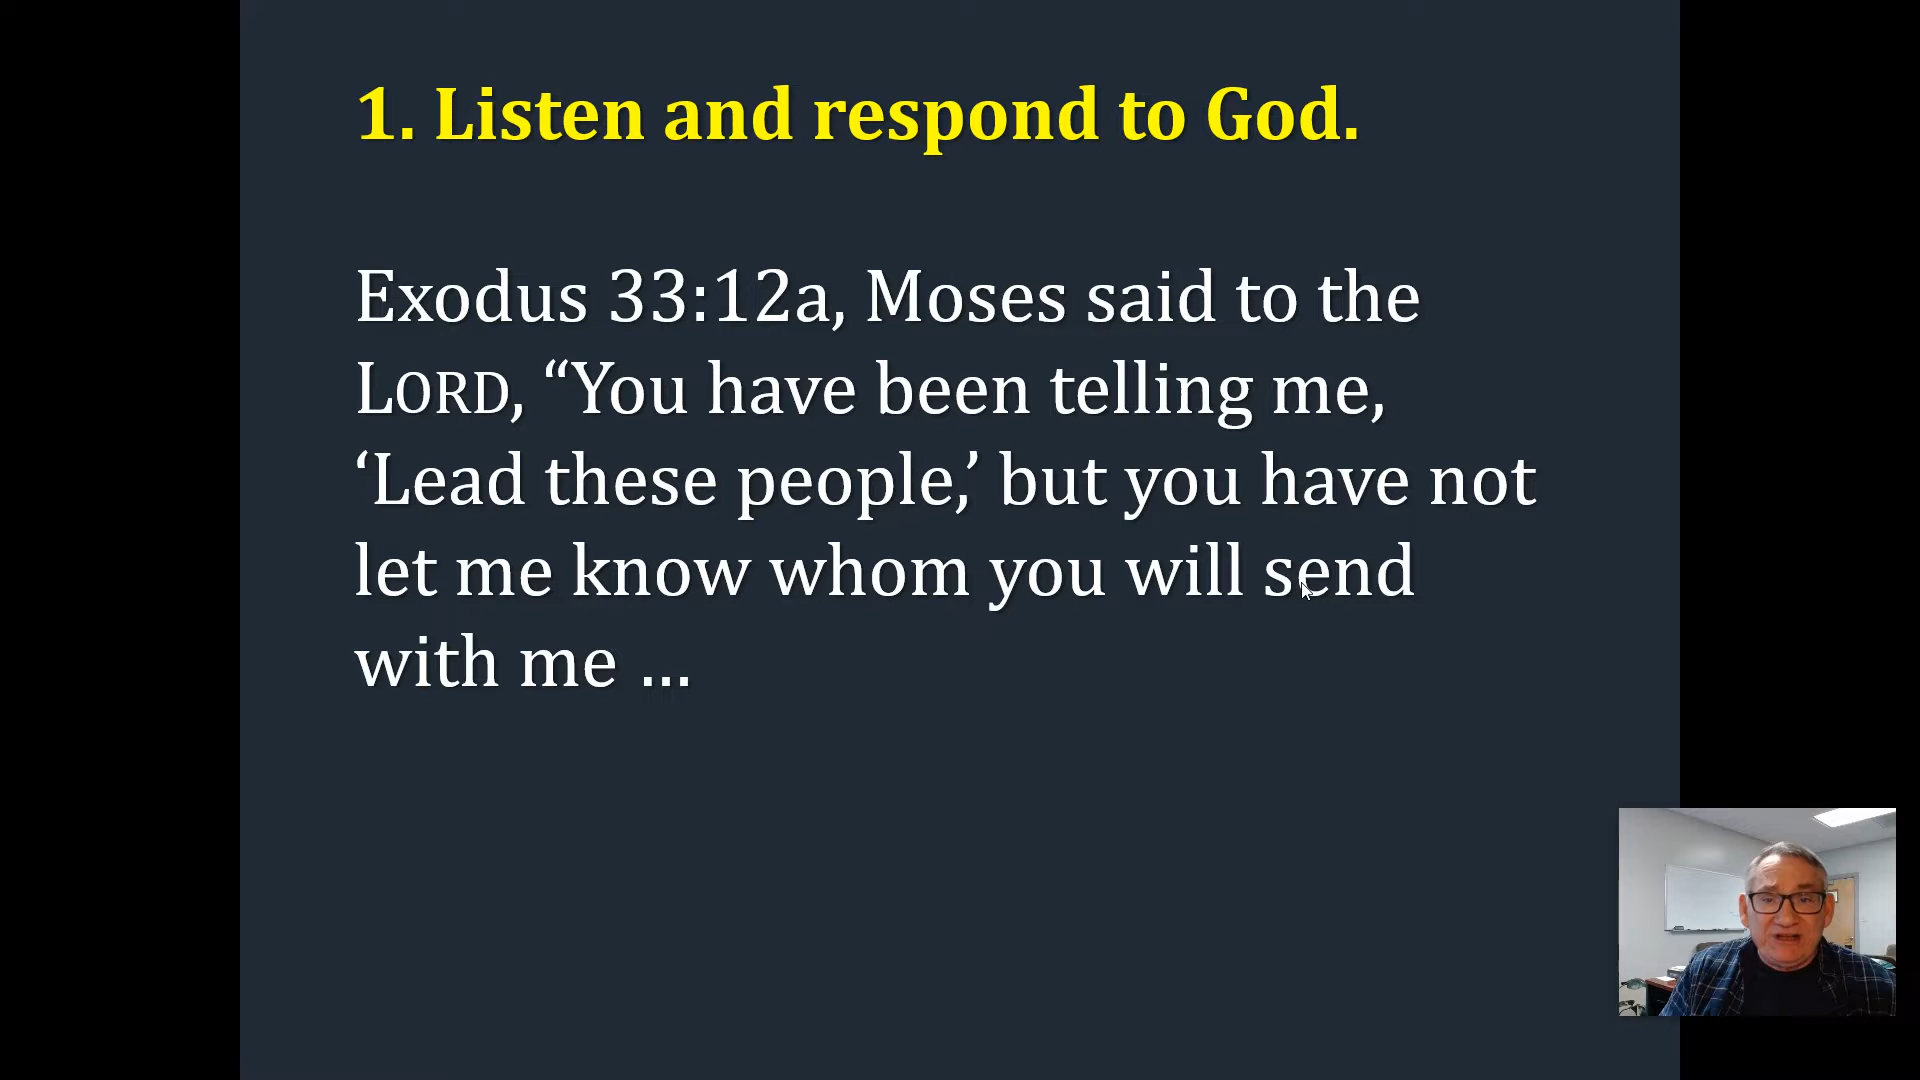 1. Listen and respond to God.
Exodus 33:12a, Moses said to the
LORD, “You have been telling me,
‘Lead these people,’ but you have not
let me know whom you will send
with me ...